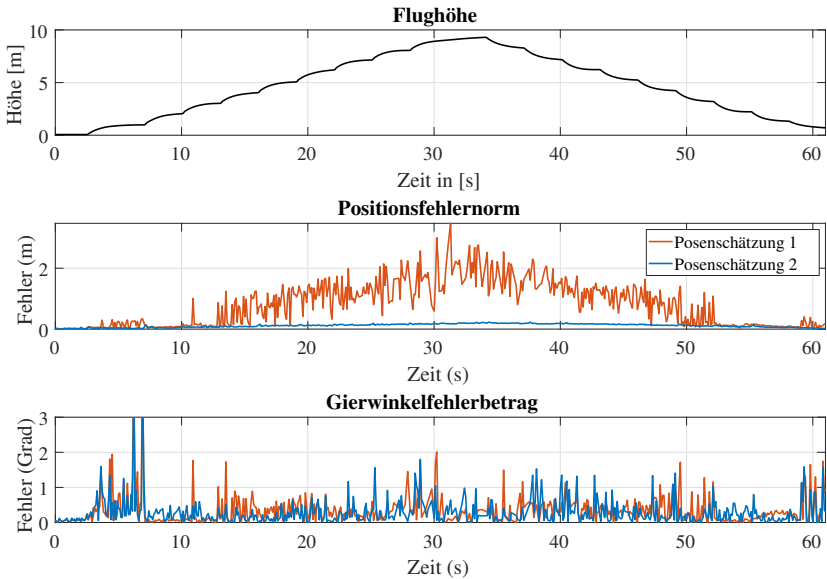 Flughöhe
10
5
0
Höhe [m]
0 10 20 30 40 50 60
Zeit in [s]
Positionsfehlernorm
2
0
Fehler (m)
Posenschätzung 1
Posenschätzung 2
0 10 20 30 40 50 60
Zeit (s)
Gierwinkelfehlerbetrag
3
2
1
0
Fehler (Grad)
0 10 20 30 40 50 60
Zeit (s)